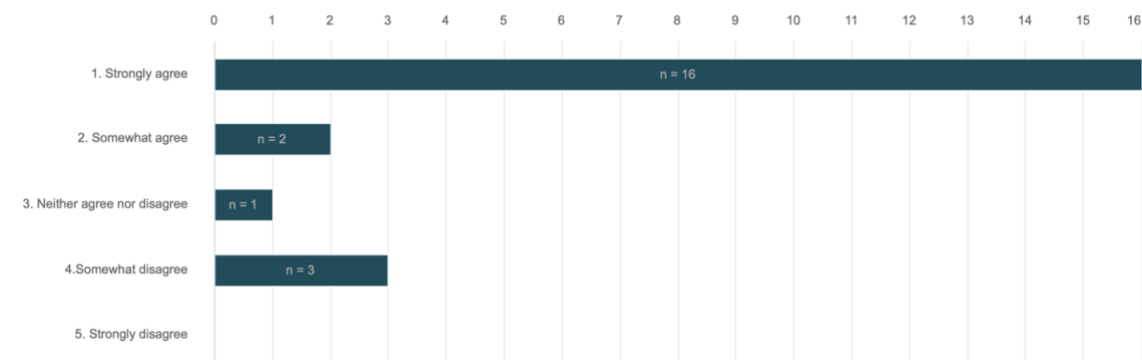 0 1 2 3 4 5 6 7 8 9 10 11 12 13 14 15 16
1. Strongly agree n = 16
2. Somewhat agree n = 2
3. Neither agree nor disagree n = 1
4.Somewhat disagree n = 3
5. Strongly disagree